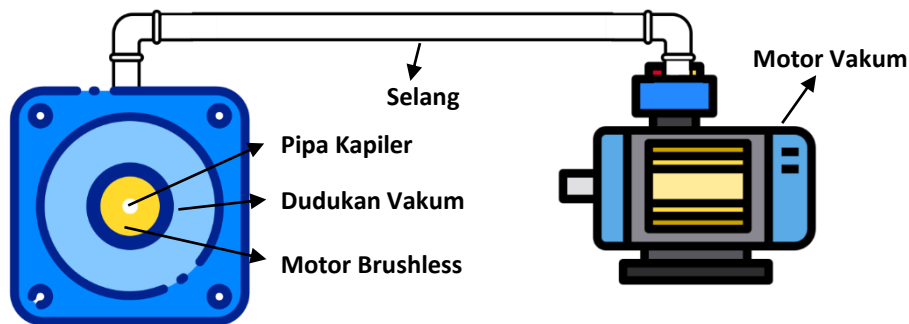 Motor Vakum
Selang
Pipa Kapiler
Dudukan Vakum
Motor Brushless